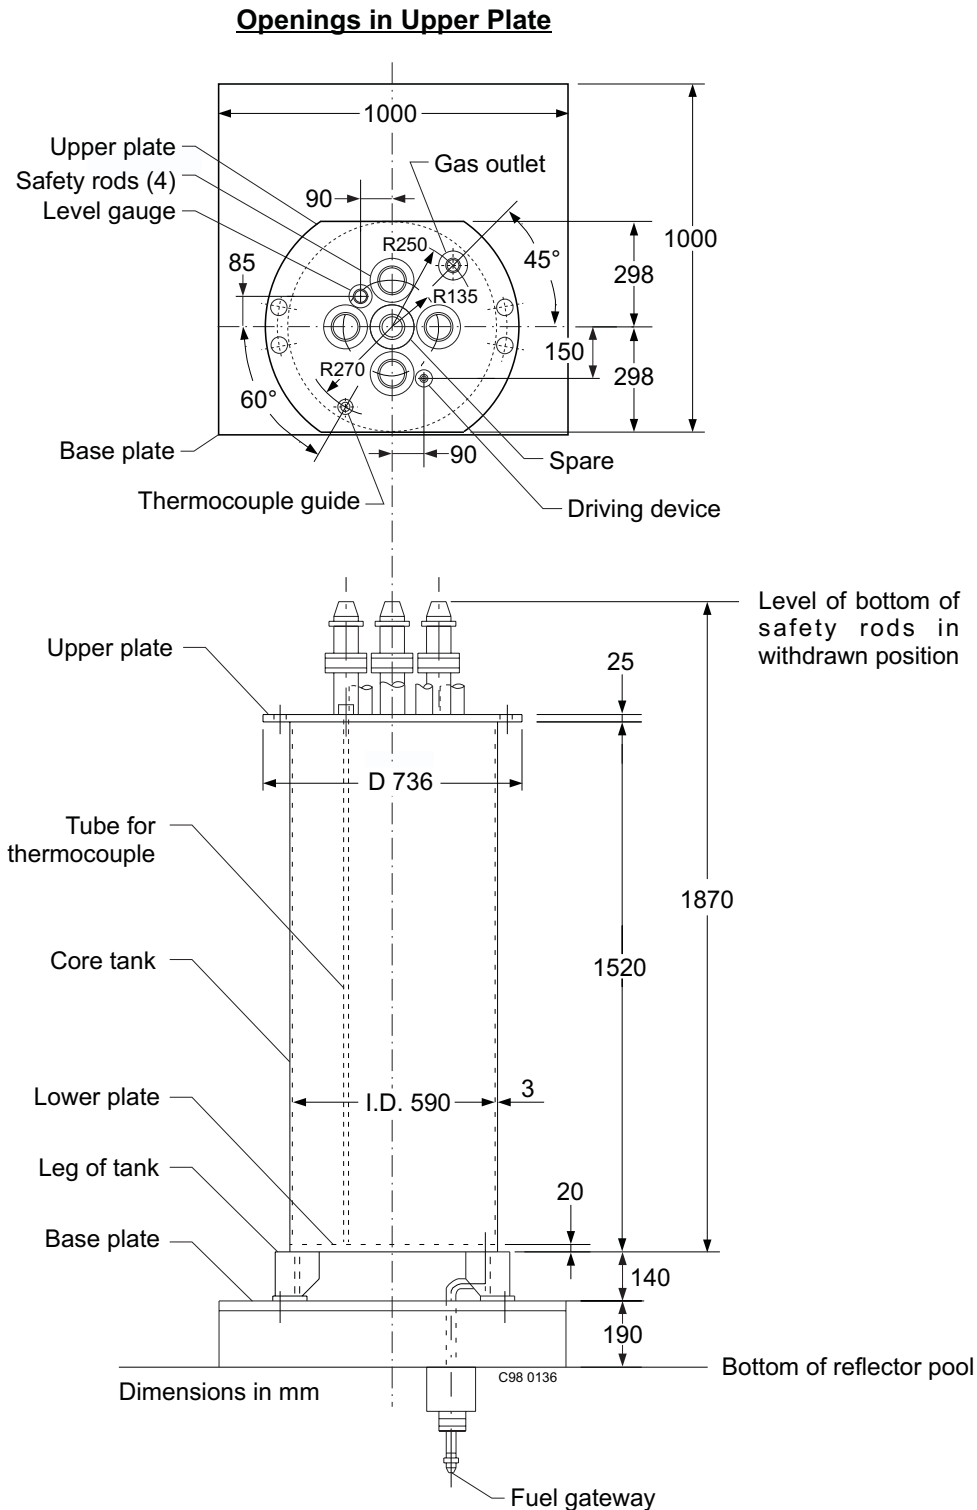 Openings in Upper Plate
1000
Upper plate
Safety rods (4)
Level gauge
Gas outlet
90
R250
45°
1000
85
298
R135
150
R270
298
60°
Base plate
90
Spare
Thermocouple guide
Driving device
Level of bottom of
safety rods in
withdrawn position
Upper plate
25
D 736
Tube for
thermocouple
1870
Core tank
1520
Lower plate
I.D. 590
3
Leg of tank
20
Base plate
140
190
Bottom of reflector pool
Dimensions in mm
C98 0136
Fuel gateway